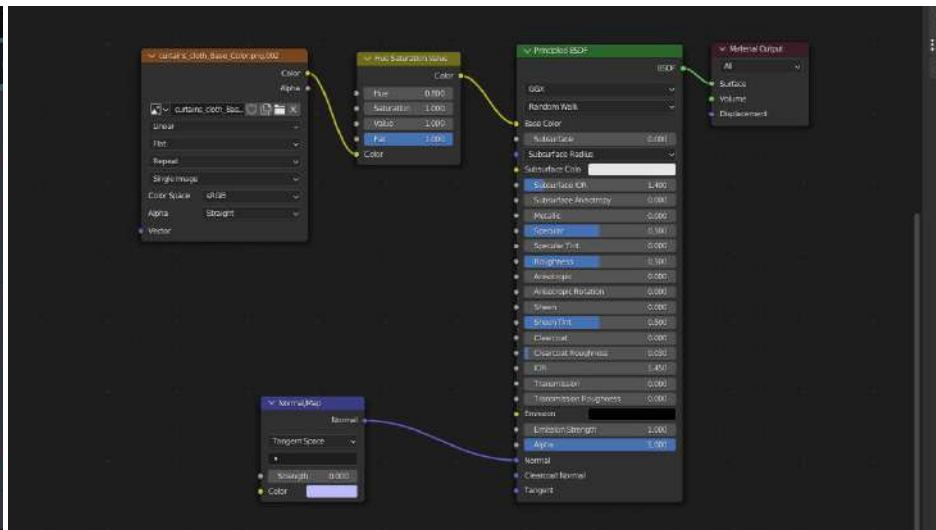 curtains_cloth_Base_Color.png.002
Color
Alpha
curtains_cloth_Bas...
Linear
Flat
Repeat
Single Image
Color Space sRGB
Alpha Straight
Vector
Hue Saturation Value
Color
Hue 0.500
Saturation 1.000
Value 1.000
Fac 1.000
Color
Principled BSDF
BSDF
GGX
Random Walk
Base Color
Subsurface 0.000
Subsurface Radius
Subsurface Colo
Subsurface IOR 1.400
Subsurface Anisotropy 0.000
Metallic 0.000
Specular 0.500
Specular Tint 0.000
Roughness 0.500
Anisotropic 0.000
Anisotropic Rotation 0.000
Sheen 0.000
Sheen Tint 0.500
Clearcoat 0.000
Clearcoat Roughness 0.030
IOR 1.450
Transmission 0.000
Transmission Roughness 0.000
Emission
Emission Strength 1.000
Alpha 1.000
Normal
Clearcoat Normal
Tangent
Material Output
All
Surface
Volume
Displacement
Normal/Map
Normal
Tangent Space
Strength 0.000
Color